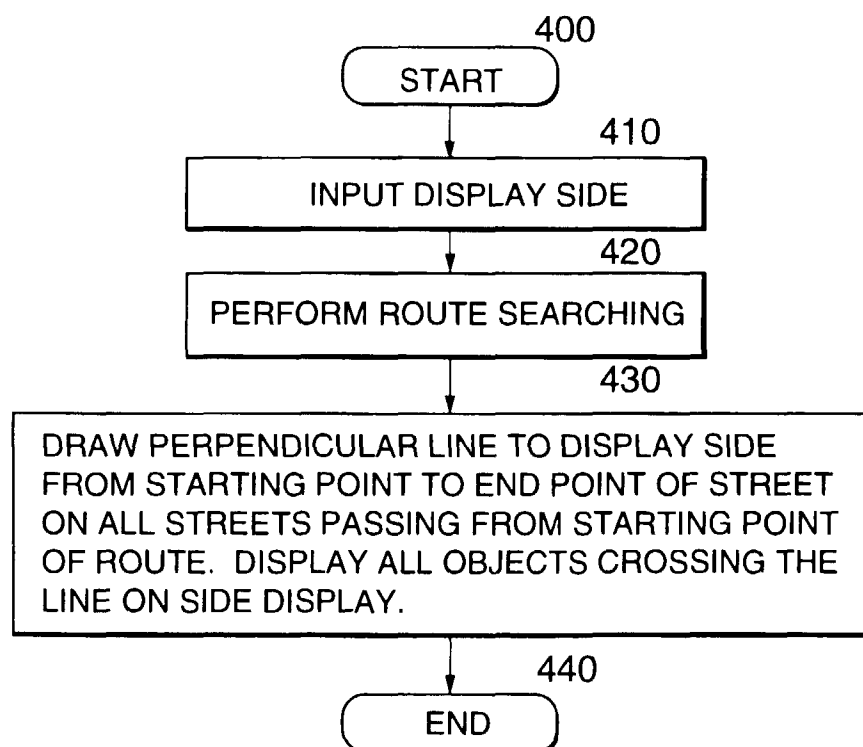 400
START
410
INPUT DISPLAY SIDE
420
PERFORM ROUTE SEARCHING
430
DRAW PERPENDICULAR LINE TO DISPLAY SIDE
FROM STARTING POINT TO END POINT OF STREET
ON ALL STREETS PASSING FROM STARTING POINT
OF ROUTE. DISPLAY ALL OBJECTS CROSSING THE
LINE ON SIDE DISPLAY.
440
END